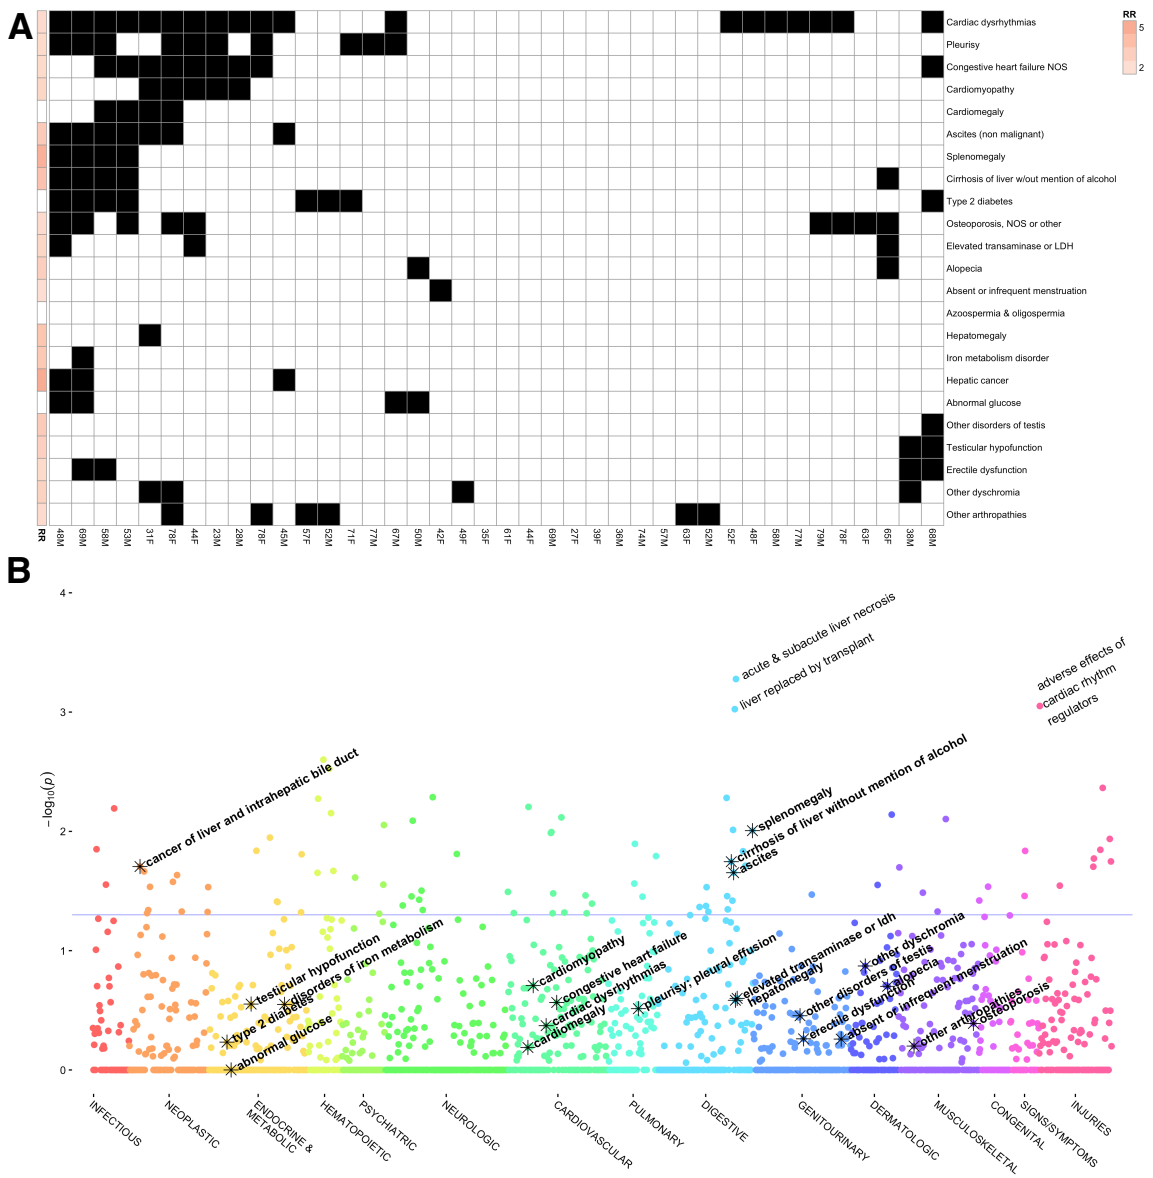 A
RR
5
2
Cardiac dysrhythmias
Pleurisy
Congestive heart failure NOS
Cardiomyopathy
Cardiomegaly
Ascites (non malignant)
Splenomegaly
Cirrhosis of liver w/out mention of alcohol
Type 2 diabetes
Osteoporosis, NOS or other
Elevated transaminase or LDH
Alopecia
Absent or infrequent menstruation
Azoospermia & oligospermia
Hepatomegaly
Iron metabolism disorder
Hepatic cancer
Abnormal glucose
Other disorders of testis
Testicular hypofunction
Erectile dysfunction
Other dyschromia
Other arthropathies
RR 48M 69M 58M 53M 31F 78F 44F 23M 28M 78F 45M 57F 52M 71F 77M 67M 50M 42F 49F 35F 61F 44F 69M 27F 39F 36M 74M 57M 63F 52M 52F 48F 58M 77M 79M 78F 63F 65F 38M 68M
B
4
3
2
1
0
−log10(p)
acute & subacute liver necrosis
liver replaced by transplant
adverse effects of
cardiac rhythm
regulators
cancer of liver and intrahepatic bile duct
splenomegaly
cirrhosis of liver without mention of alcohol
ascites
testicular hypofunction
disorders of iron metabolism
type 2 diabetes
abnormal glucose
cardiomyopathy
congestive heart failure
cardiac dysrhythmias
cardiomegaly
pleurisy, pleural effusion
elevated transaminase or ldh
hepatomegaly
other dyschromia
other disorders of testis
alopecia
erectile dysfunction
absent or infrequent menstruation
other arthropathies
osteoporosis
INFECTIOUS
NEOPLASTIC
ENDOCRINE &
METABOLIC
HEMATOPOIETIC
PSYCHIATRIC
NEUROLOGIC
CARDIOVASCULAR
PULMONARY
DIGESTIVE
GENITOURINARY
DERMATOLOGIC
MUSCULOSKELETAL
CONGENITAL
SIGNS/SYMPTOMS
INJURIES